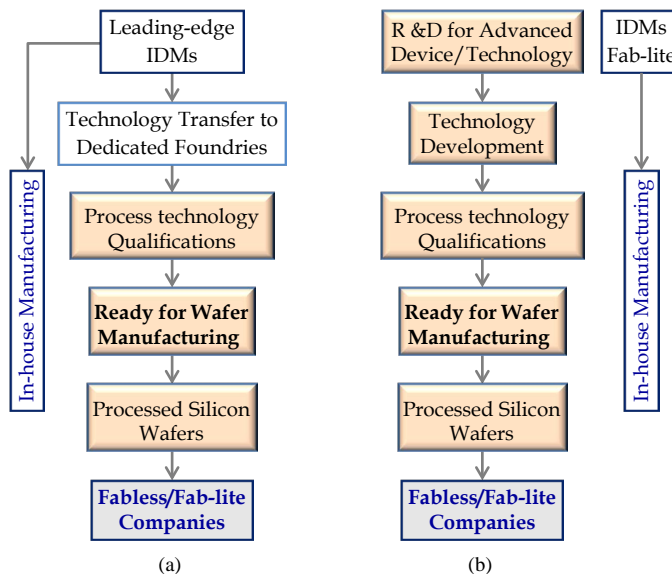 Leading-edge
IDMs
Technology Transfer to
Dedicated Foundries
In-house Manufacturing
Process technology
Qualifications
Ready for Wafer
Manufacturing
Processed Silicon
Wafers
Fabless/Fab-lite
Companies
(a)
R &D for Advanced
Device/Technology
Technology
Development
Process technology
Qualifications
Ready for Wafer
Manufacturing
Processed Silicon
Wafers
Fabless/Fab-lite
Companies
(b)
IDMs
Fab-lite
In-house Manufacturing